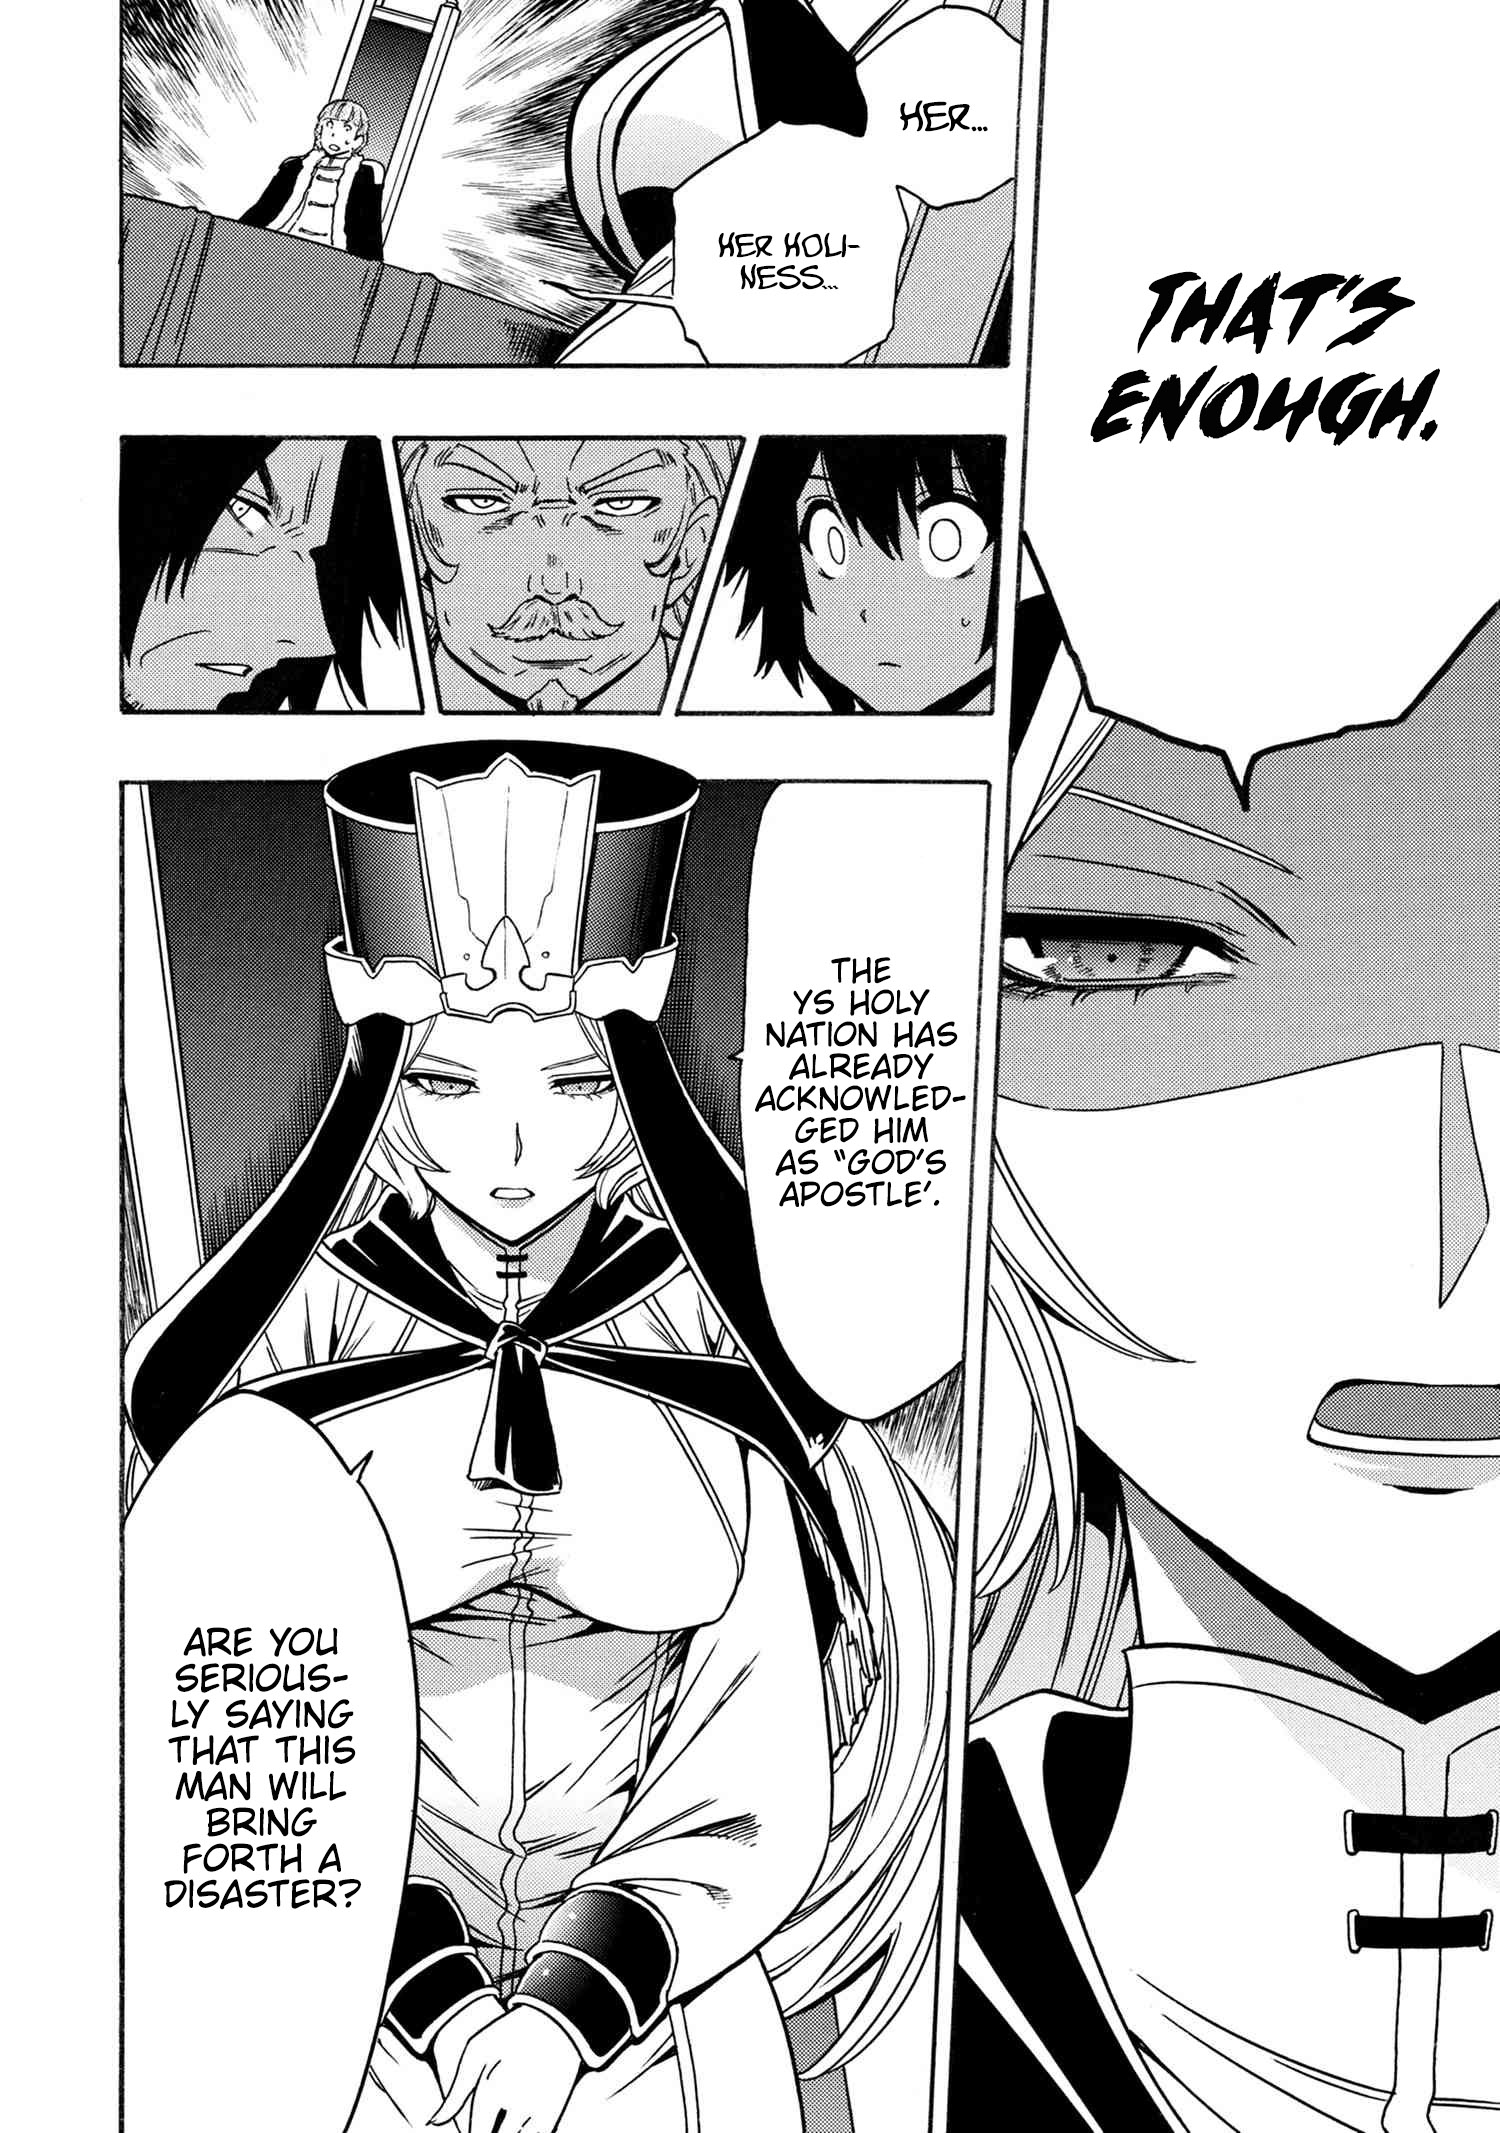 THAT'S
ENOUGH.
HER...
HER HOLI-
NESS...
THE
YS HOLY
NATION HAS
ALREADY
ACKNOWLED-
GED HIM
AS "GOD'S
APOSTLE'.
ARE YOU
SERIOUS-
LY SAYING
THAT THIS
MAN WILL
BRING
FORTH A
DISASTER?